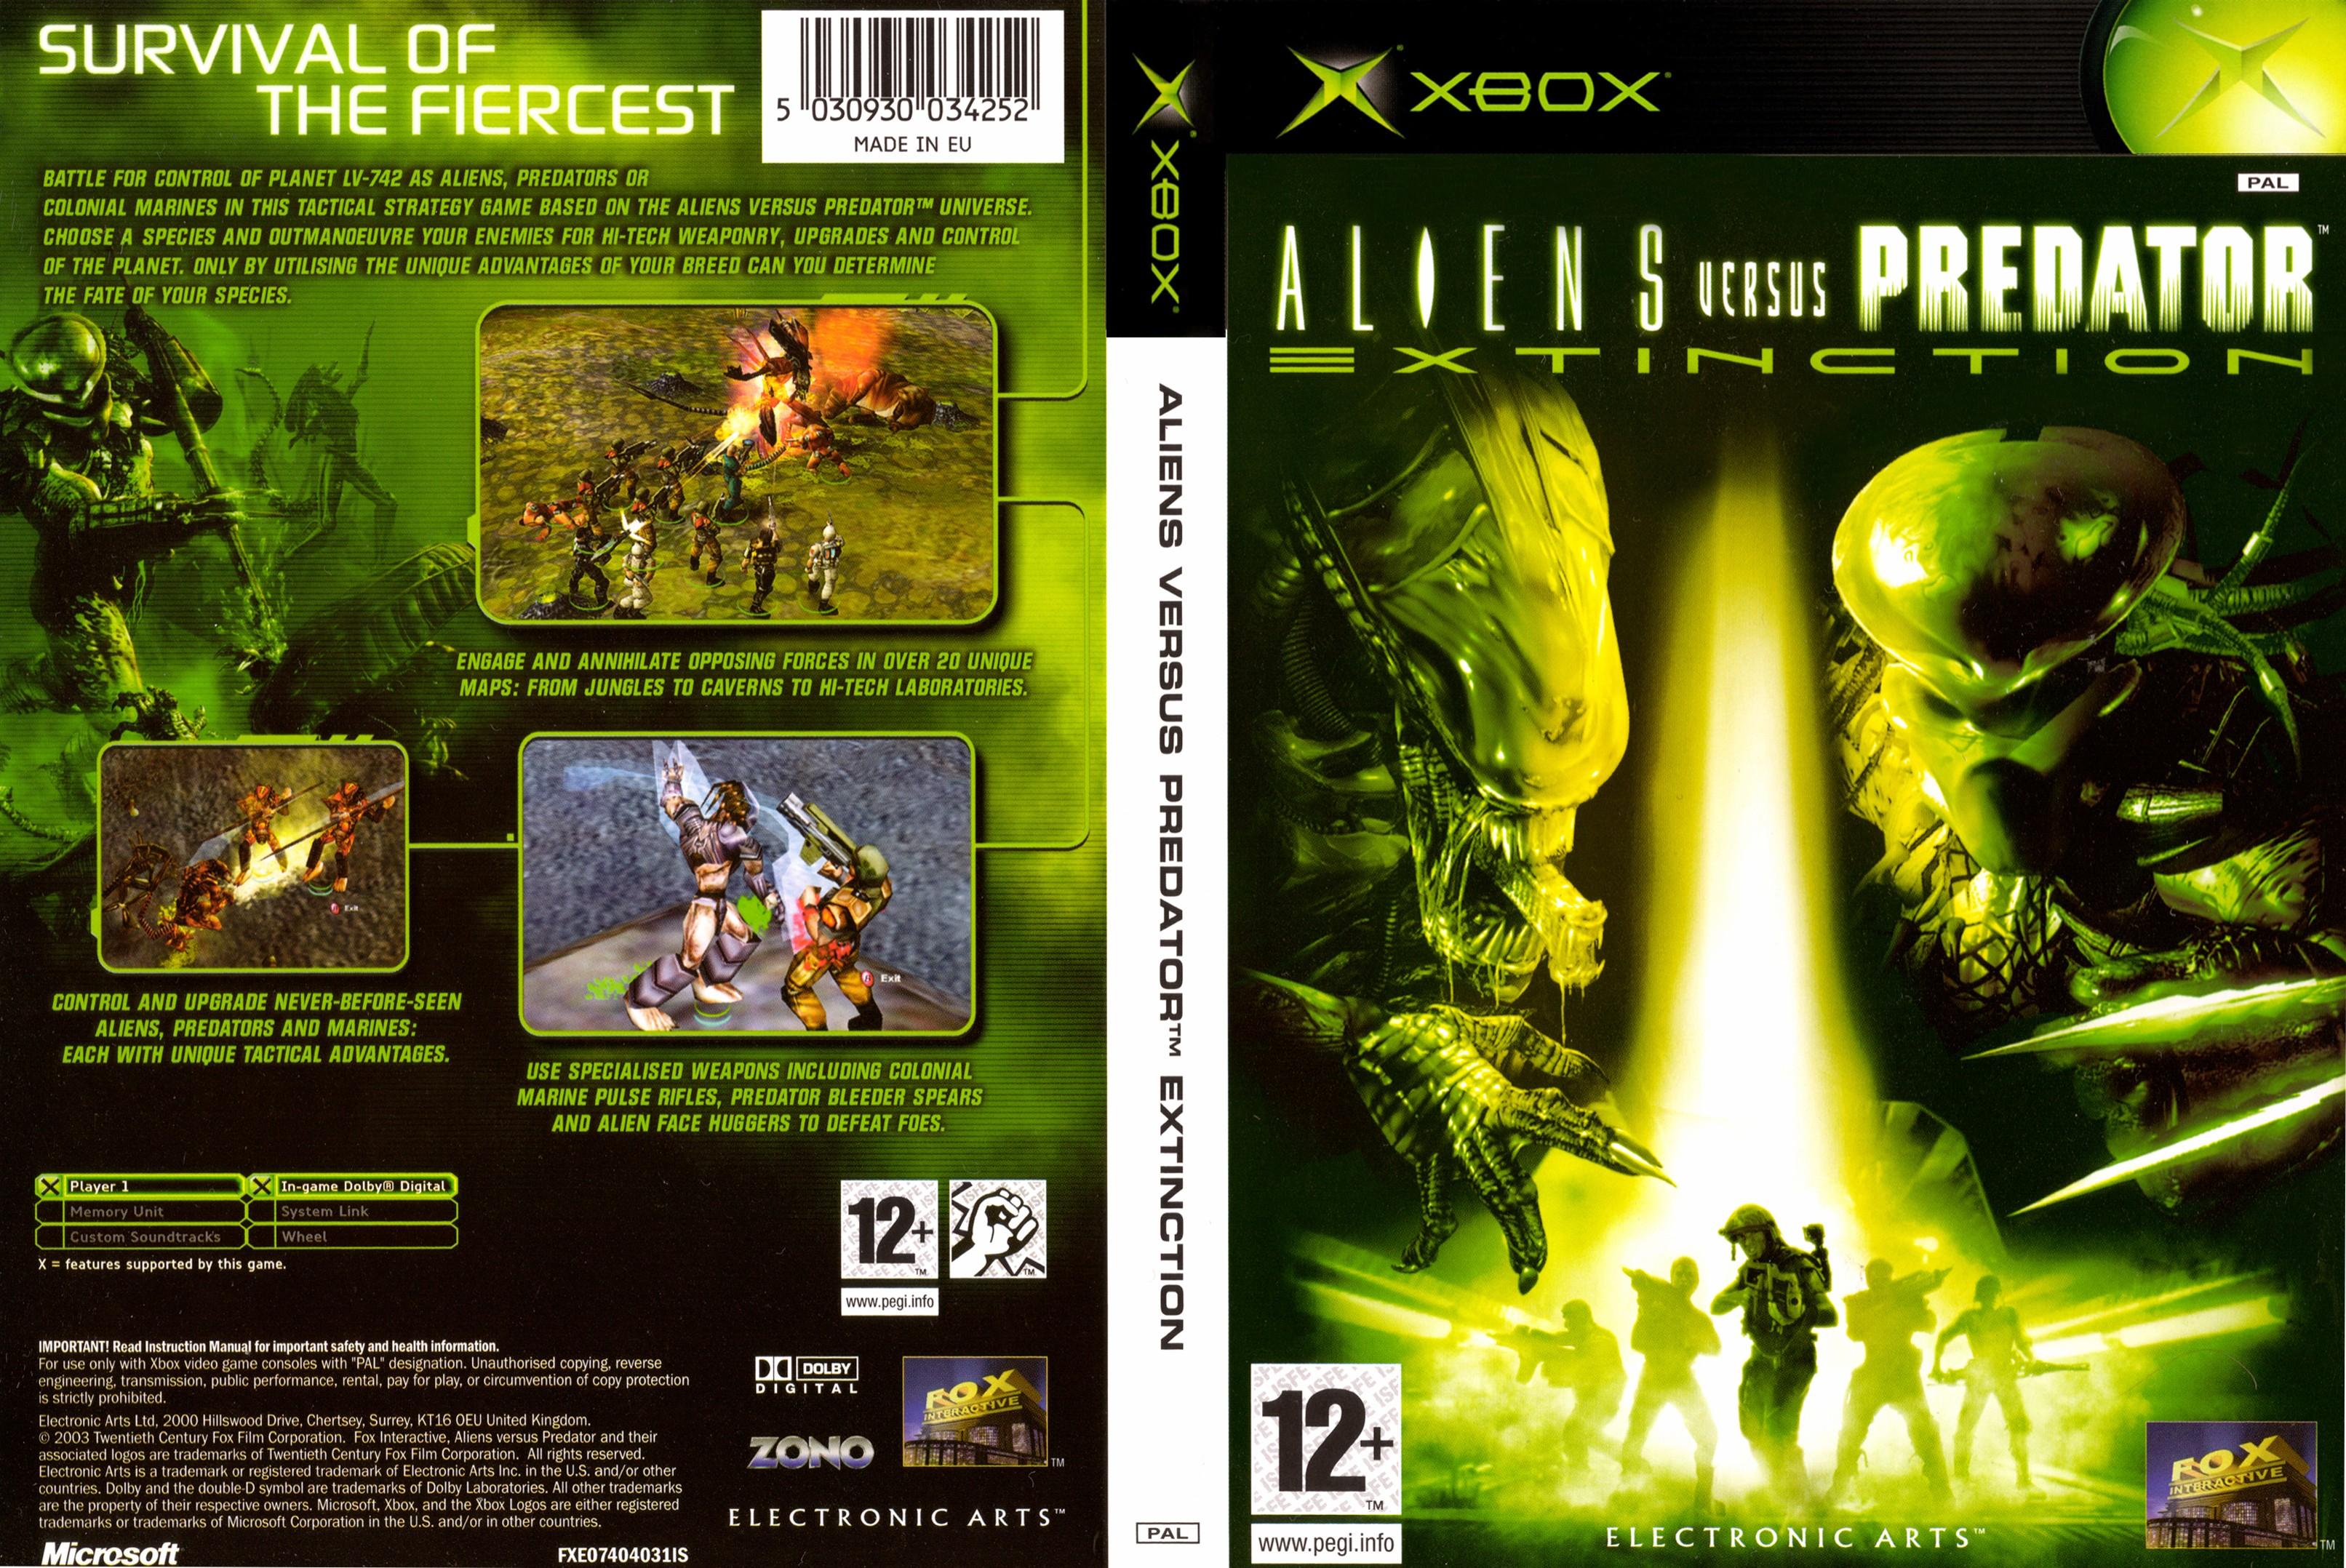 SURVIVAL OF
THE FIERCEST
5 030930 034252
MADE IN EU
BATTLE FOR CONTROL OF PLANET LV-742 AS ALIENS, PREDATORS OR
COLONIAL MARINES IN THIS TACTICAL STRATEGY GAME BASED ON THE ALIENS VERSUS PREDATOR™ UNIVERSE.
CHOOSE A SPECIES AND OUTMANOEUVRE YOUR ENEMIES FOR HI-TECH WEAPONRY, UPGRADES AND CONTROL
OF THE PLANET. ONLY BY UTILISING THE UNIQUE ADVANTAGES OF YOUR BREED CAN YOU DETERMINE
THE FATE OF YOUR SPECIES.
ENGAGE AND ANNIHILATE OPPOSING FORCES IN OVER 20 UNIQUE
MAPS: FROM JUNGLES TO CAVERNS TO HI-TECH LABORATORIES.
Exit
CONTROL AND UPGRADE NEVER-BEFORE-SEEN
ALIENS, PREDATORS AND MARINES:
EACH WITH UNIQUE TACTICAL ADVANTAGES.
Exit
USE SPECIALISED WEAPONS INCLUDING COLONIAL
MARINE PULSE RIFLES, PREDATOR BLEEDER SPEARS
AND ALIEN FACE HUGGERS TO DEFEAT FOES.
X Player 1
X In-game Dolby® Digital
Memory Unit
System Link
Custom Soundtracks
Wheel
X = features supported by this game.
12+ ™
™
www.pegi.info
IMPORTANT! Read Instruction Manual for important safety and health information.
For use only with Xbox video game consoles with "PAL" designation. Unauthorised copying, reverse
engineering, transmission, public performance, rental, pay for play, or circumvention of copy protection
is strictly prohibited.
Electronic Arts Ltd, 2000 Hillswood Drive, Chertsey, Surrey, KT16 0EU United Kingdom.
© 2003 Twentieth Century Fox Film Corporation. Fox Interactive, Aliens versus Predator and their
associated logos are trademarks of Twentieth Century Fox Film Corporation. All rights reserved.
Electronic Arts is a trademark or registered trademark of Electronic Arts Inc. in the U.S. and/or other
countries. Dolby and the double-D symbol are trademarks of Dolby Laboratories. All other trademarks
are the property of their respective owners. Microsoft, Xbox, and the Xbox Logos are either registered
trademarks or trademarks of Microsoft Corporation in the U.S. and/or in other countries.
Microsoft
FXE07404031IS
DOLBY
DIGITAL
ZONO
FOX
INTERACTIVE
™
ELECTRONIC ARTS™
XBOX
ALIENS VERSUS PREDATOR™ EXTINCTION
PAL
XBOX
PAL
ALIENS VERSUS PREDATOR™
EXTINCTION
12+ ™
www.pegi.info
ELECTRONIC ARTS™
FOX
INTERACTIVE
™